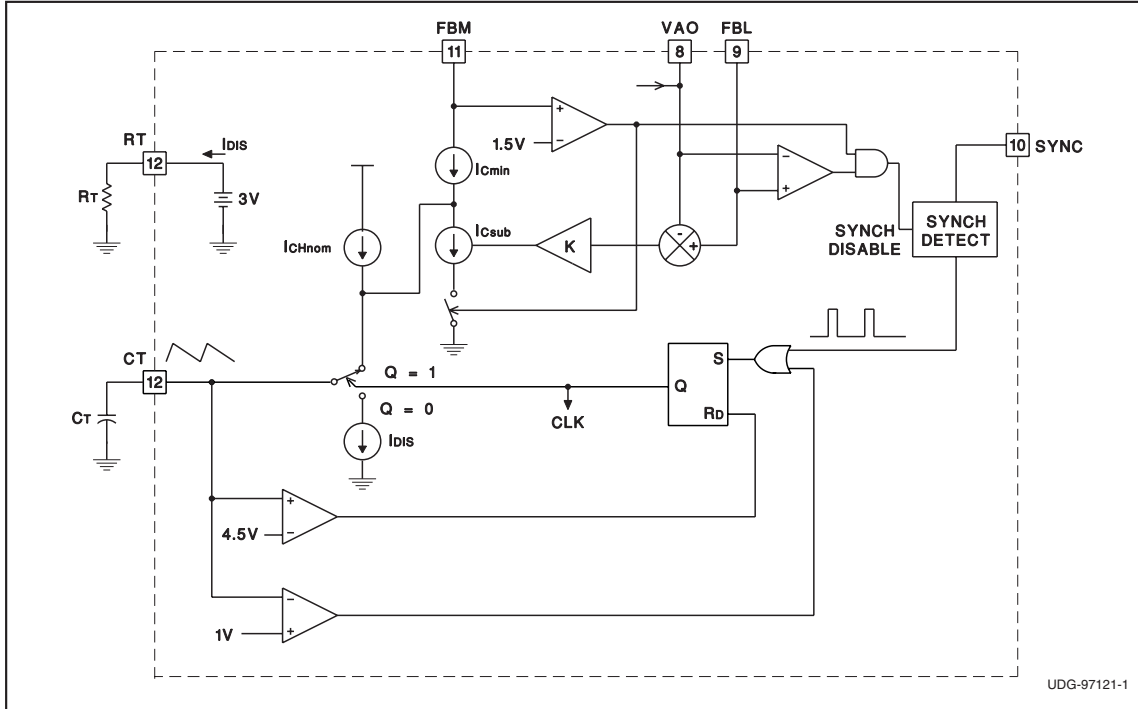 FBM
VAO
FBL
11
8
9
RT
IDIS
12
RT
3V
1.5V
ICmin
10
SYNC
ICHnom
ICsub
K
SYNCH
DISABLE
SYNCH
DETECT
CT
12
CT
Q = 1
Q = 0
CLK
S
Q
RD
IDIS
4.5V
1V
UDG-97121-1